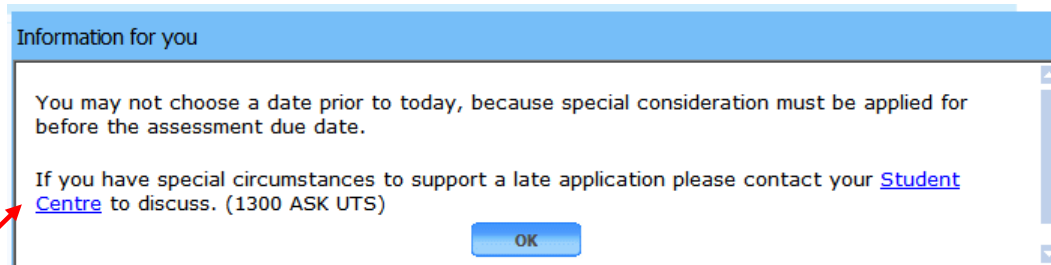 Information for you
You may not choose a date prior to today, because special consideration must be applied for
before the assessment due date.
If you have special circumstances to support a late application please contact your Student
Centre to discuss. (1300 ASK UTS)
OK